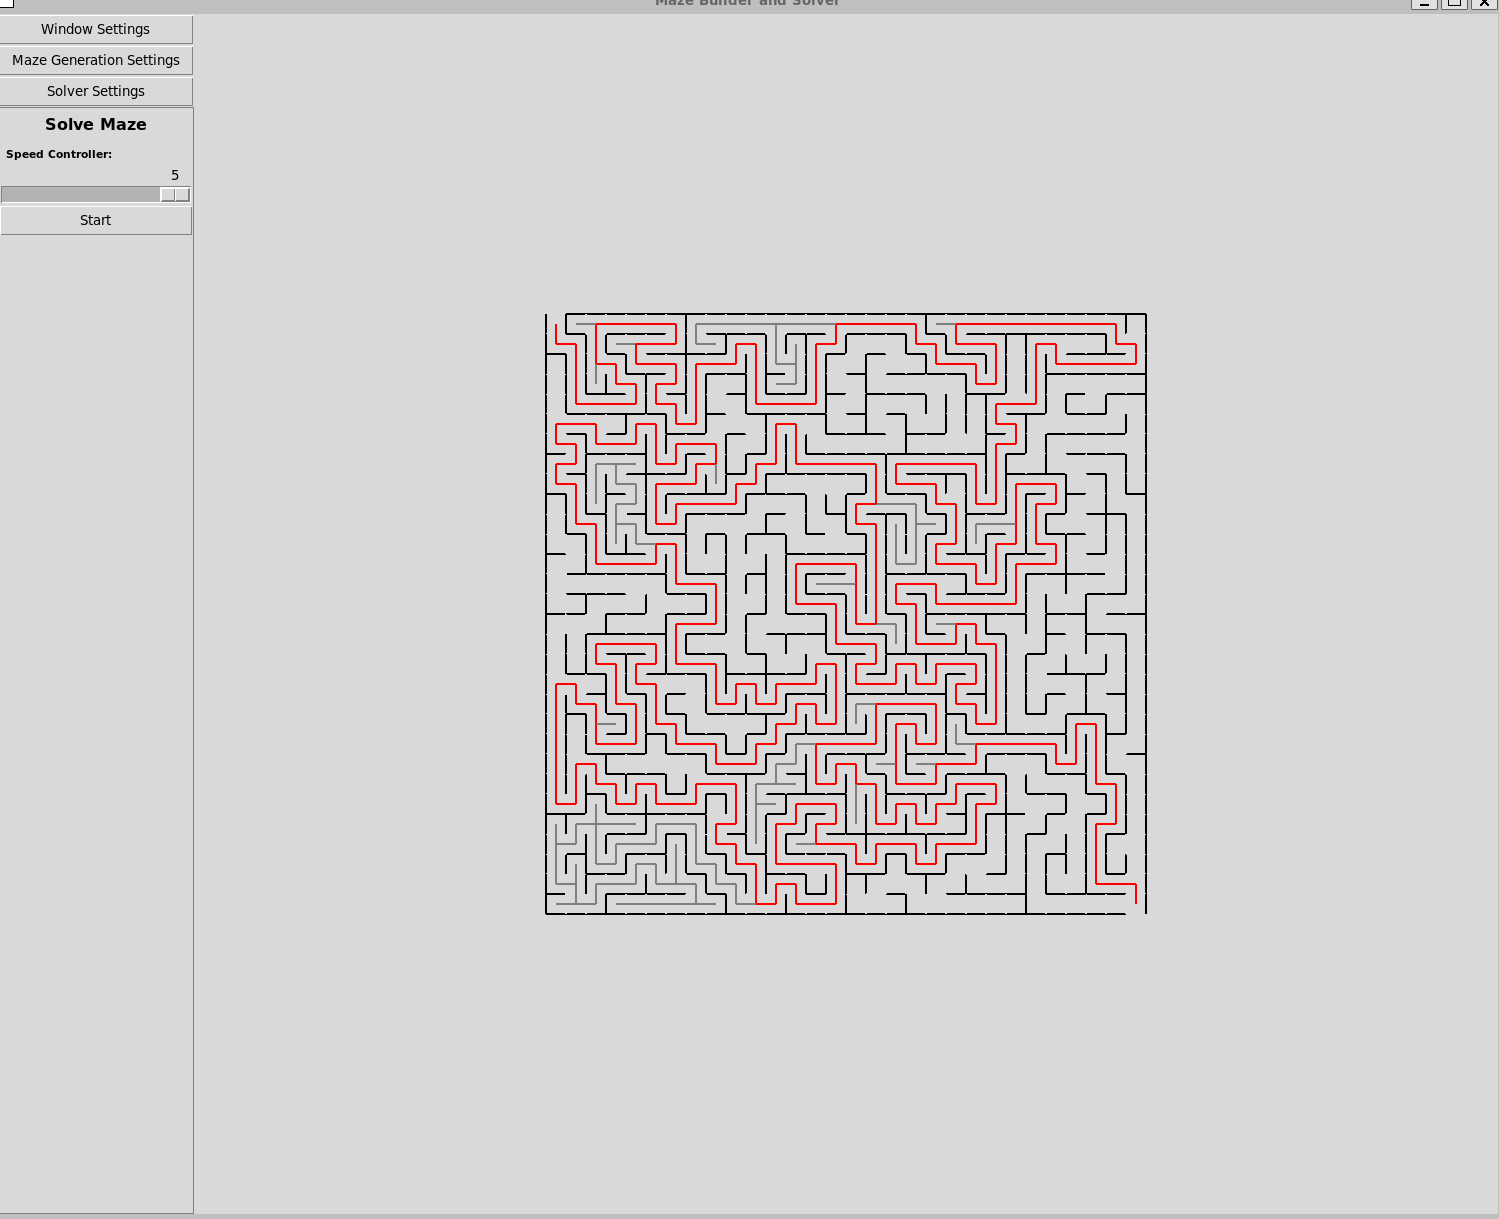 Maze Builder and Solver
Window Settings
Maze Generation Settings
Solver Settings
Solve Maze
Speed Controller:
5
Start